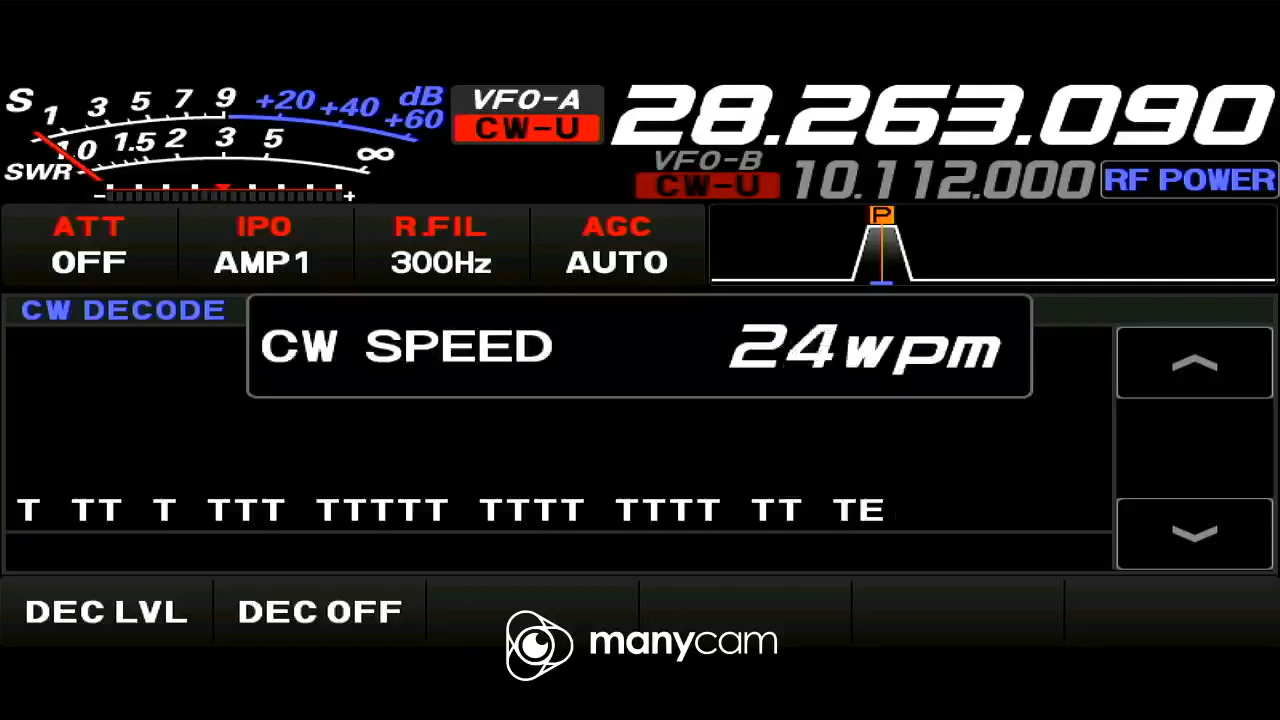 S 1 3 5 7 9 +20 +40 dB +60
SWR 1.0 1.5 2 3 5 ∞
- +
VFO-A
CW-U
28.263.090
VFO-B
CW-U
10.112.000
RF POWER
ATT
OFF
IPO
AMP1
R.FIL
300Hz
AGC
AUTO
P
CW DECODE
CW SPEED 24wpm
T TT T TTT TTTTT TTTT TTTT TT TE
DEC LVL
DEC OFF
manycam